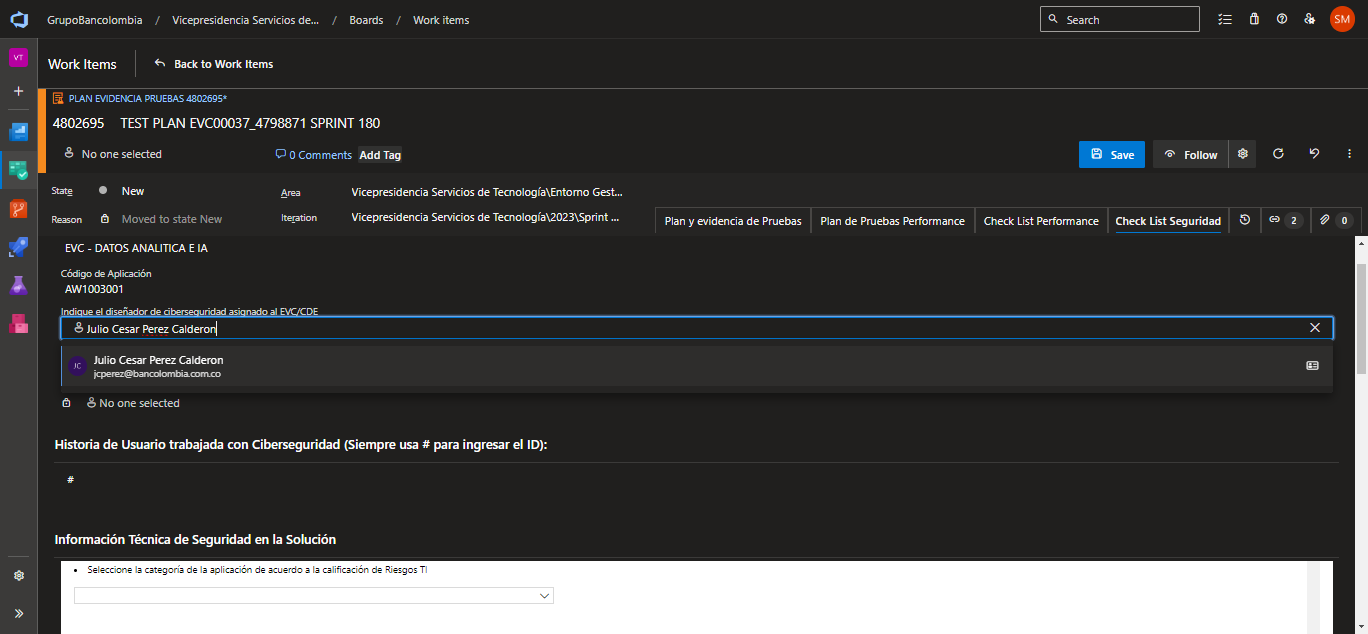 GrupoBancolombia / Vicepresidencia Servicios de... / Boards / Work items
Search
SM
VT
Work Items
Back to Work Items
PLAN EVIDENCIA PRUEBAS 4802695*
4802695 TEST PLAN EVC00037_4798871 SPRINT 180
No one selected
0 Comments
Add Tag
Save
Follow
State
New
Area
Vicepresidencia Servicios de Tecnología\Entorno Gest...
Reason
Moved to state New
Iteration
Vicepresidencia Servicios de Tecnología\2023\Sprint ...
Plan y evidencia de Pruebas
Plan de Pruebas Performance
Check List Performance
Check List Seguridad
2
0
EVC - DATOS ANALITICA E IA
Código de Aplicación
AW1003001
Indique el diseñador de ciberseguridad asignado al EVC/CDE
Julio Cesar Perez Calderon
JC
Julio Cesar Perez Calderon
jcperez@bancolombia.com.co
No one selected
Historia de Usuario trabajada con Ciberseguridad (Siempre usa # para ingresar el ID):
#
Información Técnica de Seguridad en la Solución
• Seleccione la categoría de la aplicación de acuerdo a la calificación de Riesgos TI